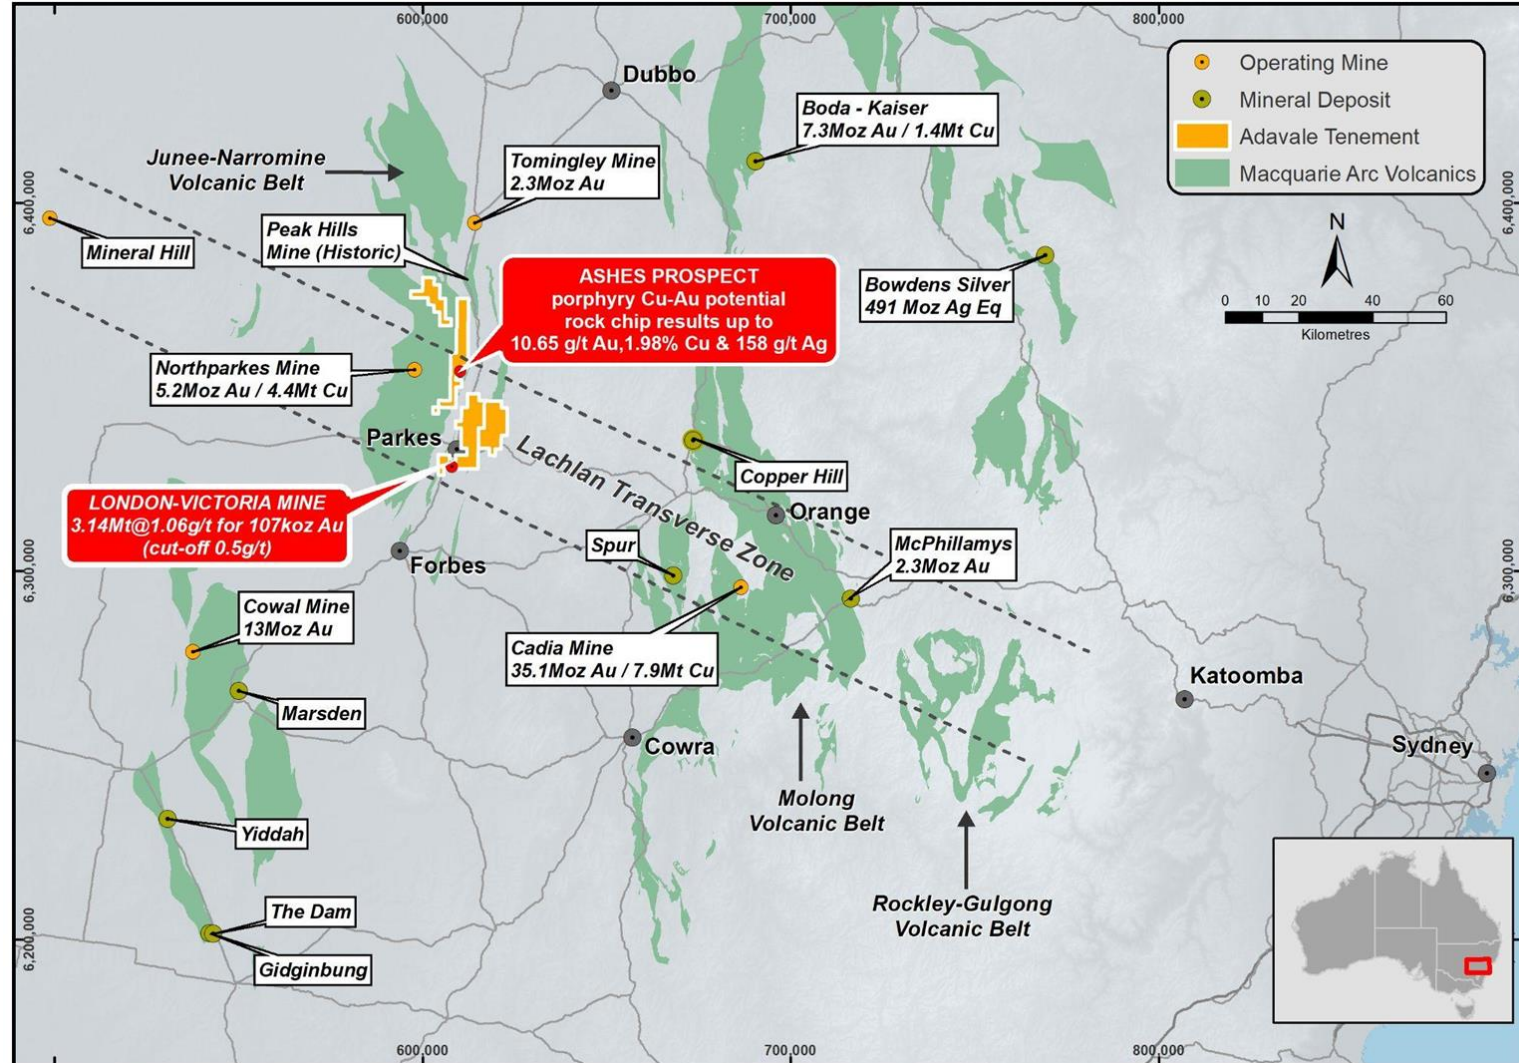 600,000
700,000
800,000
Operating Mine
Mineral Deposit
Adavale Tenement
Macquarie Arc Volcanics
Dubbo
Boda - Kaiser
7.3Moz Au / 1.4Mt Cu
Junee-Narromine
Volcanic Belt
Tomingley Mine
2.3Moz Au
6,400,000
6,400,000
Mineral Hill
Peak Hills
Mine (Historic)
N
Bowdens Silver
491 Moz Ag Eq
0 10 20 40 60
Kilometres
ASHES PROSPECT
porphyry Cu-Au potential
rock chip results up to
10.65 g/t Au,1.98% Cu & 158 g/t Ag
Northparkes Mine
5.2Moz Au / 4.4Mt Cu
Parkes
Lachlan Transverse Zone
Copper Hill
LONDON-VICTORIA MINE
3.14Mt@1.06g/t for 107koz Au
(cut-off 0.5g/t)
Orange
Spur
McPhillamys
2.3Moz Au
Forbes
6,300,000
6,300,000
Cowal Mine
13Moz Au
Cadia Mine
35.1Moz Au / 7.9Mt Cu
Katoomba
Marsden
Cowra
Sydney
Molong
Volcanic Belt
Yiddah
Rockley-Gulgong
Volcanic Belt
The Dam
6,200,000
6,200,000
Gidginbung
600,000
700,000
800,000